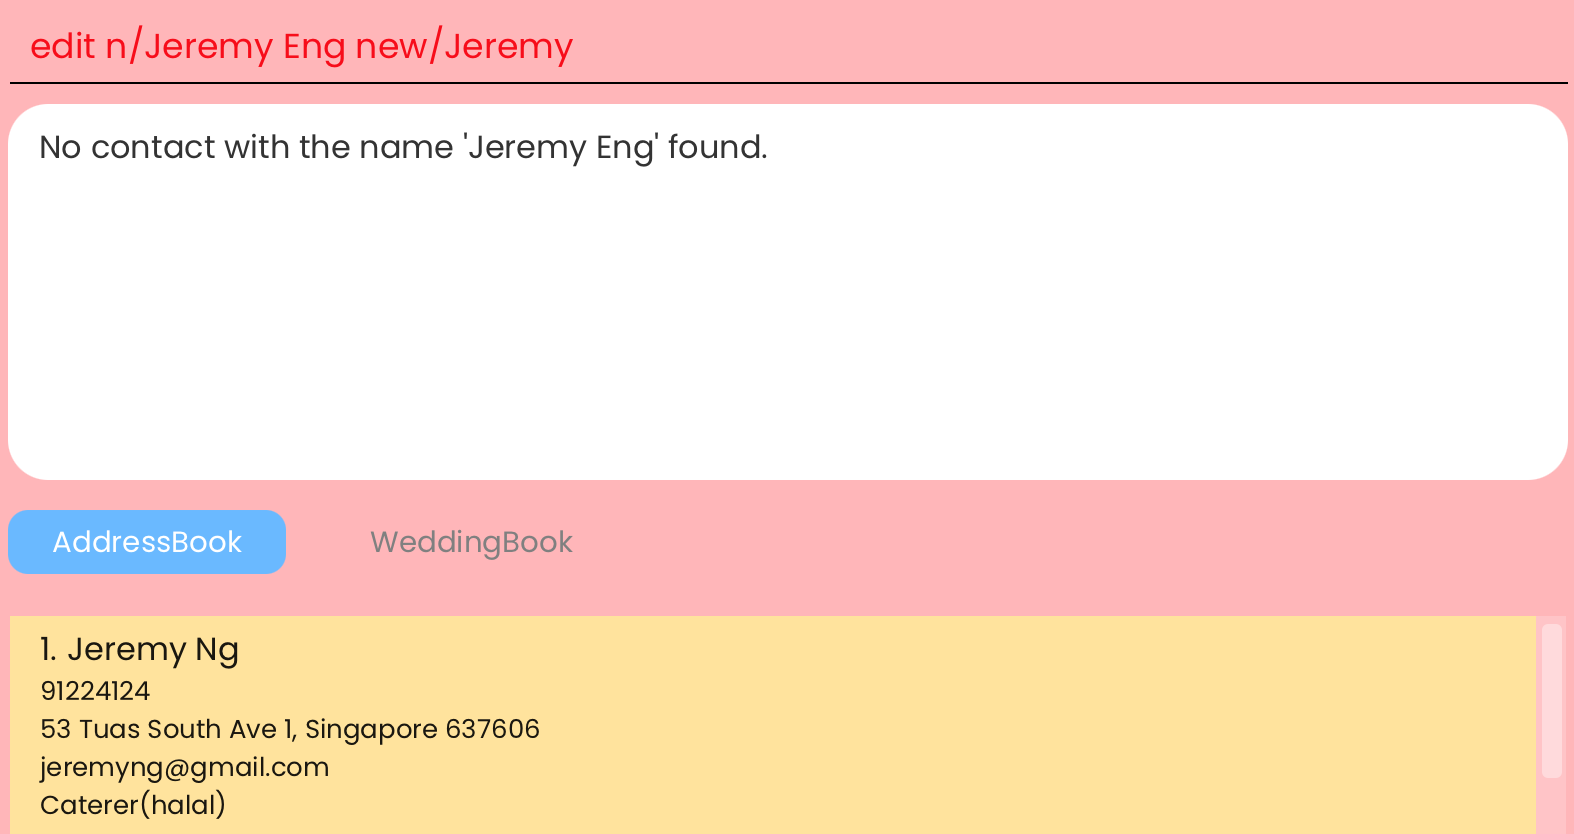 edit n/Jeremy Eng new/Jeremy
No contact with the name 'Jeremy Eng' found.
AddressBook
WeddingBook
1. Jeremy Ng
91224124
53 Tuas South Ave 1, Singapore 637606
jeremyng@gmail.com
Caterer(halal)